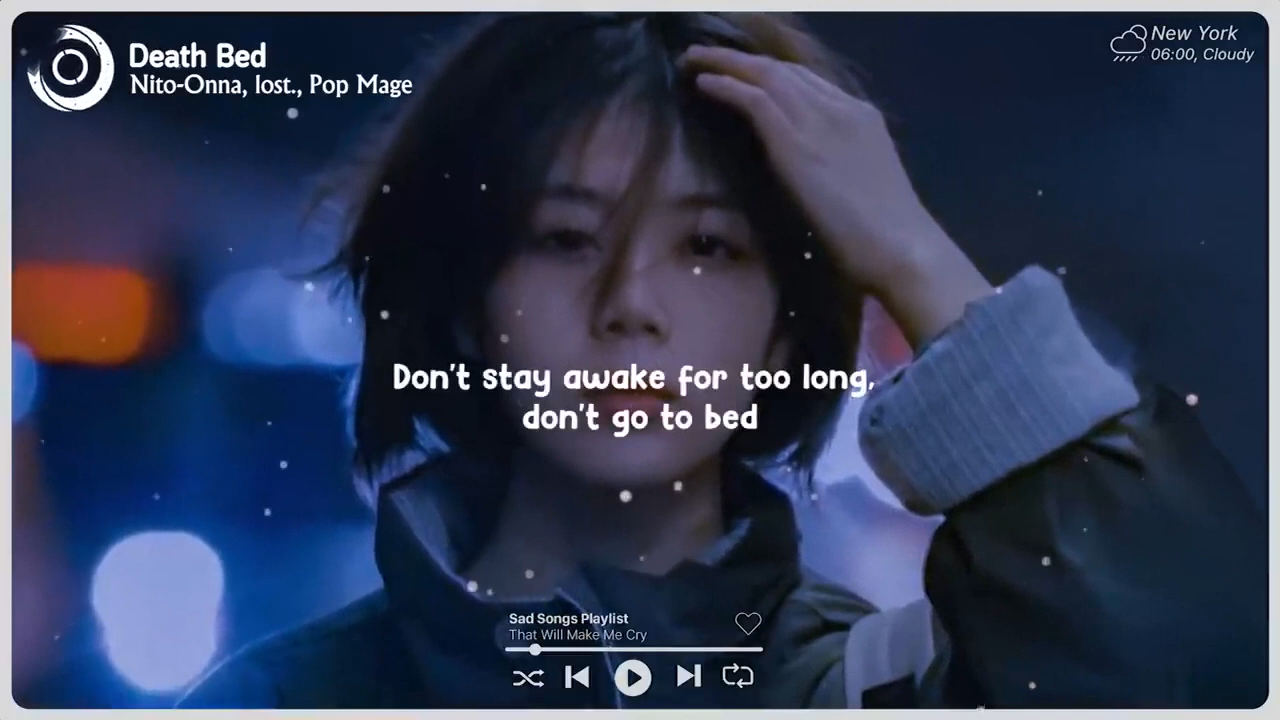 Death Bed
Nito-Onna, lost., Pop Mage
New York
06:00, Cloudy
Don't stay awake for too long,
don't go to bed
Sad Songs Playlist
That Will Make Me Cry